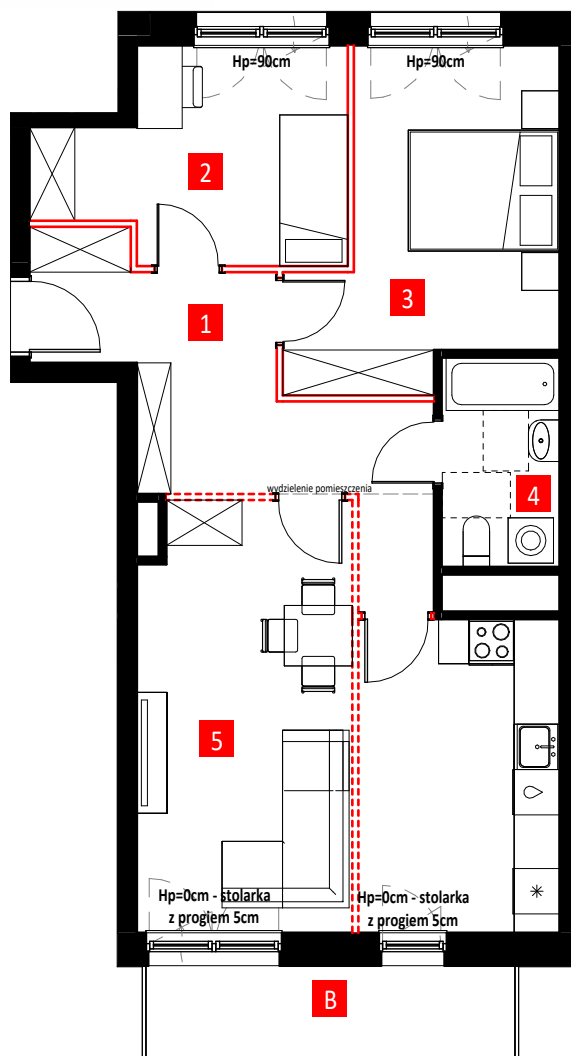 Hp=90cm
Hp=90cm
2
3
1
wydzielenie pomieszczenia
4
5
Hp=0cm - stolarka
z progiem 5cm
Hp=0cm - stolarka
z progiem 5cm
B